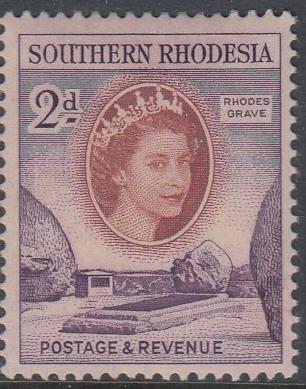 SOUTHERN RHODESIA
2d
RHODES
GRAVE
POSTAGE & REVENUE